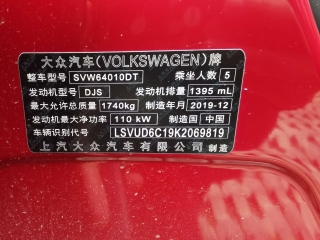 大众汽车(VOLKSWAGEN)牌
整车型号 SVW64010DT 乘坐人数 5
发动机型号 DJS 发动机排量 1395 mL
最大允许总质量 1740kg 制造年月 2019-12
发动机最大净功率 110 kW 制造国 中国
车辆识别代号 LSVUD6C19K2069819
上汽大众汽车有限公司 制造